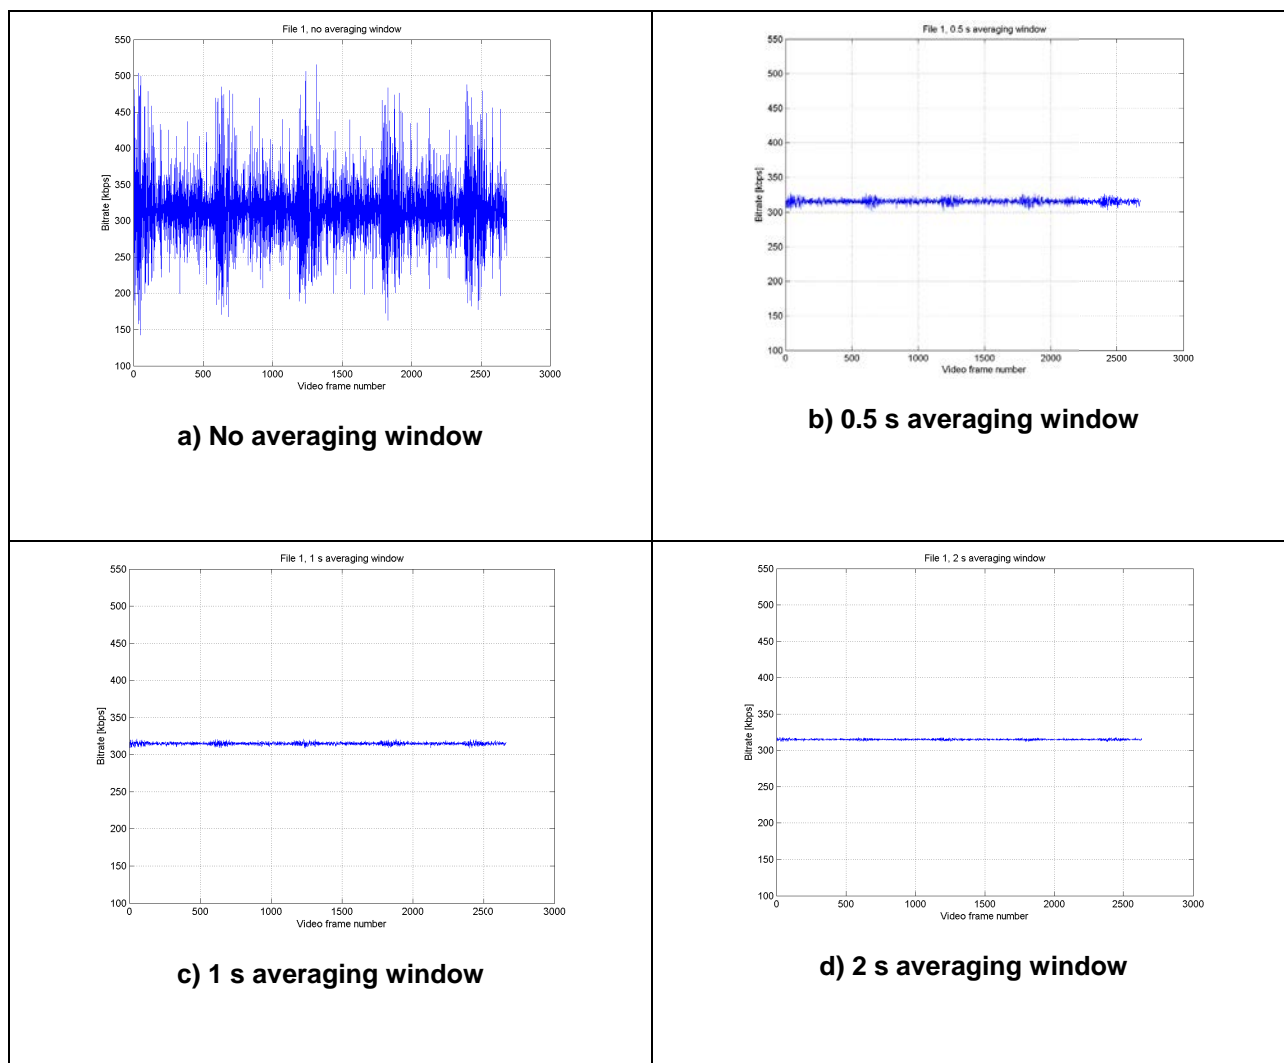 File 1, no averaging window
550
500
450
400
350
300
250
200
150
100
Bitrate [kbps]
0 500 1000 1500 2000 2500 3000
Video frame number
a) No averaging window
File 1, 0.5 s averaging window
550
500
450
400
350
300
250
200
150
100
Bitrate [kbps]
0 500 1000 1500 2000 2500 3000
Video frame number
b) 0.5 s averaging window
File 1, 1 s averaging window
550
500
450
400
350
300
250
200
150
100
Bitrate [kbps]
0 500 1000 1500 2000 2500 3000
Video frame number
c) 1 s averaging window
File 1, 2 s averaging window
550
500
450
400
350
300
250
200
150
100
Bitrate [kbps]
0 500 1000 1500 2000 2500 3000
Video frame number
d) 2 s averaging window